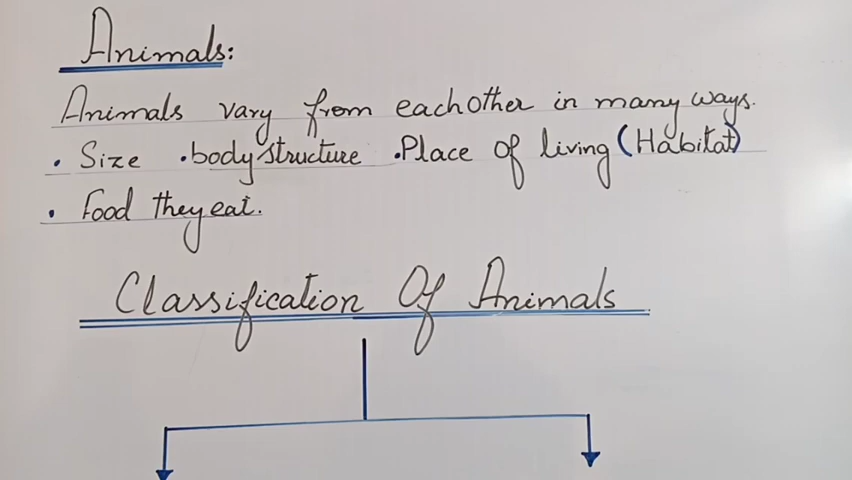 Animals:
Animals vary from eachother in many ways.
• Size •body structure •Place of living (Habitat)
• Food they eat.
Classification Of Animals